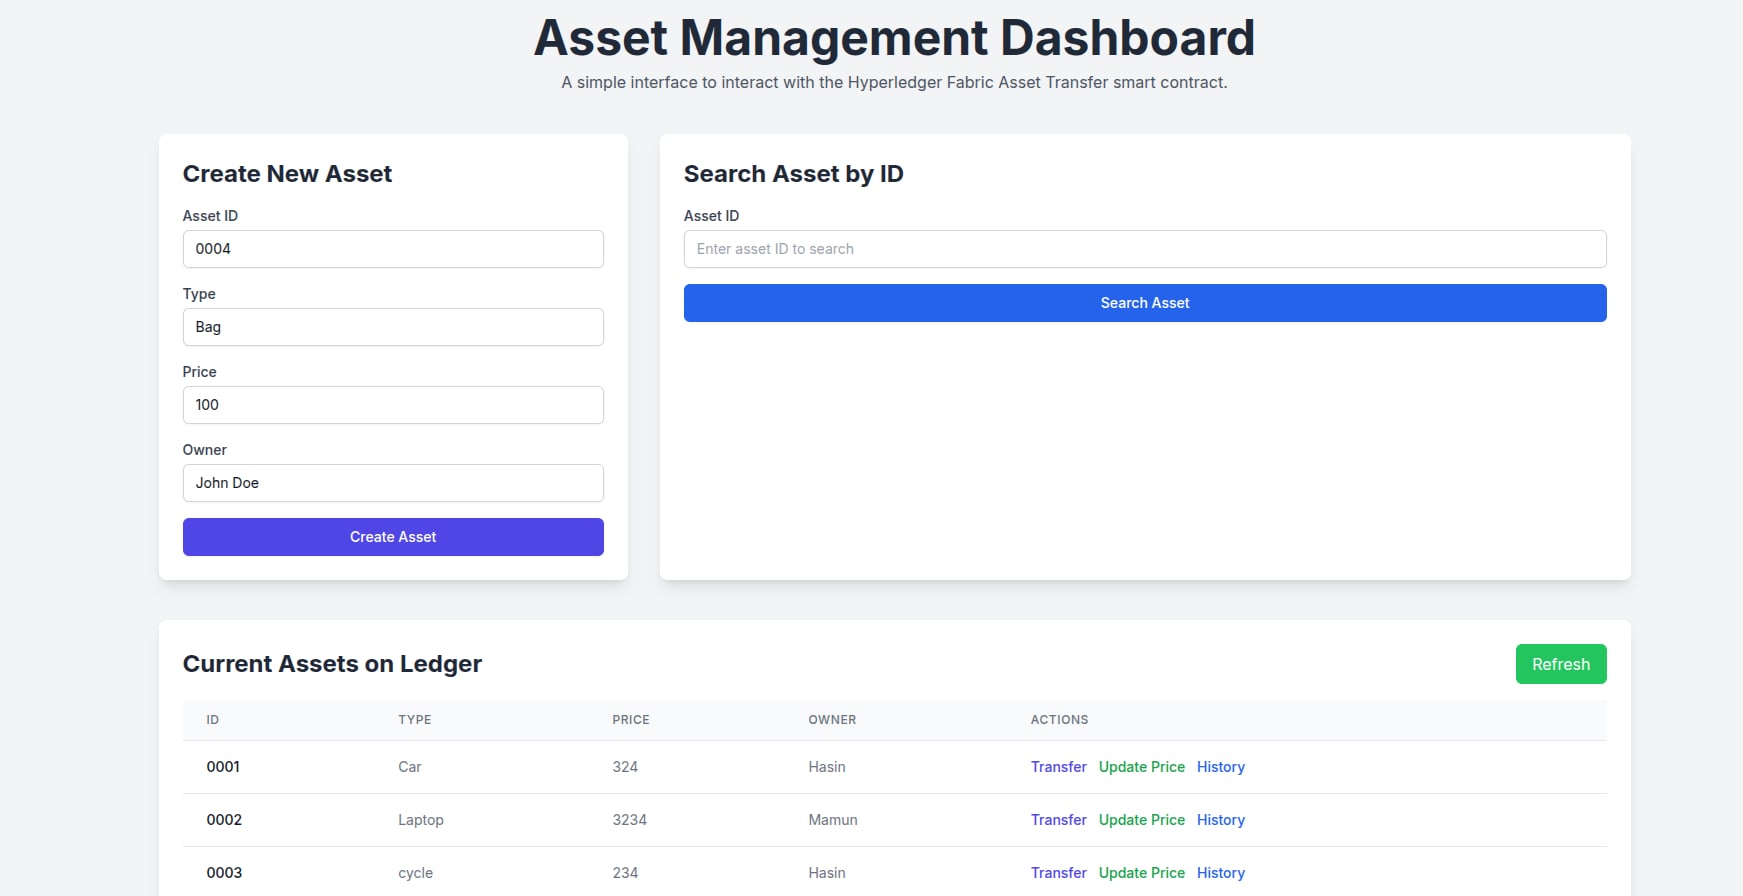 Asset Management Dashboard
A simple interface to interact with the Hyperledger Fabric Asset Transfer smart contract.
Create New Asset
Asset ID
0004
Type
Bag
Price
100
Owner
John Doe
Create Asset
Search Asset by ID
Asset ID
Enter asset ID to search
Search Asset
Current Assets on Ledger
Refresh
ID TYPE PRICE OWNER ACTIONS
0001 Car 324 Hasin Transfer Update Price History
0002 Laptop 3234 Mamun Transfer Update Price History
0003 cycle 234 Hasin Transfer Update Price History